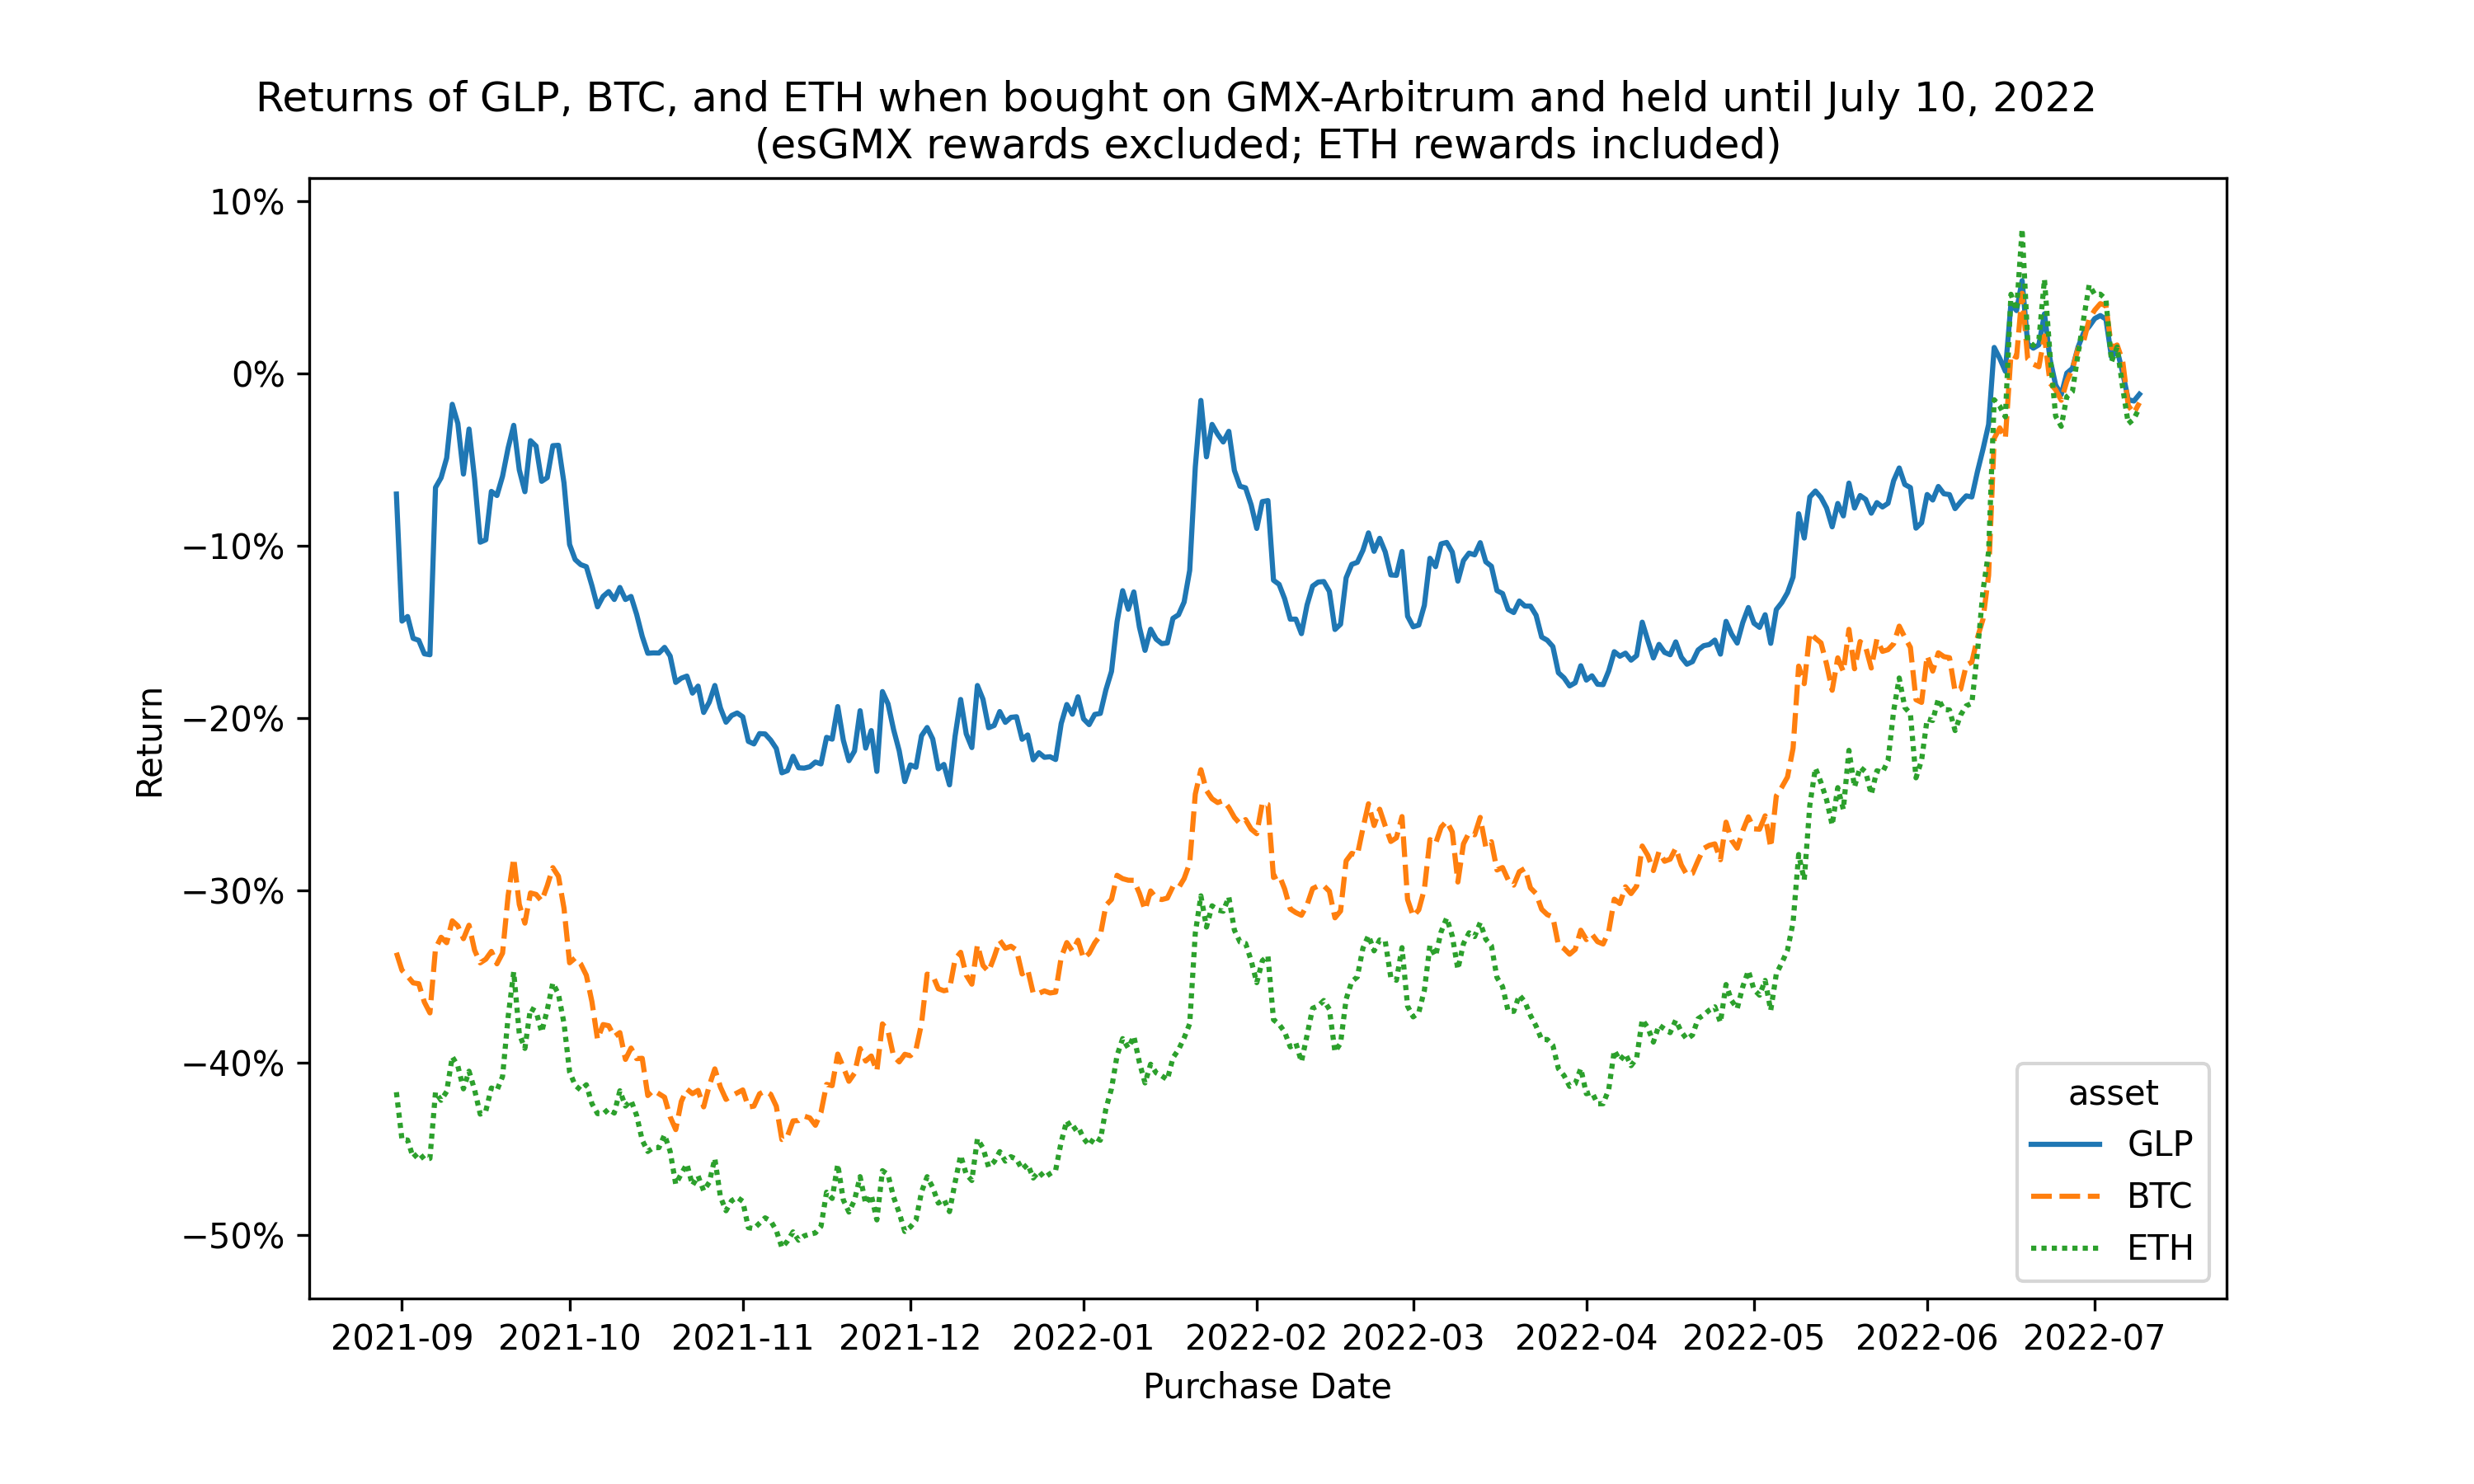 Returns of GLP, BTC, and ETH when bought on GMX-Arbitrum and held until July 10, 2022
(esGMX rewards excluded; ETH rewards included)
10%
0%
−10%
−20%
−30%
−40%
−50%
Return
2021-09 2021-10 2021-11 2021-12 2022-01 2022-02 2022-03 2022-04 2022-05 2022-06 2022-07
Purchase Date
asset
GLP
BTC
ETH